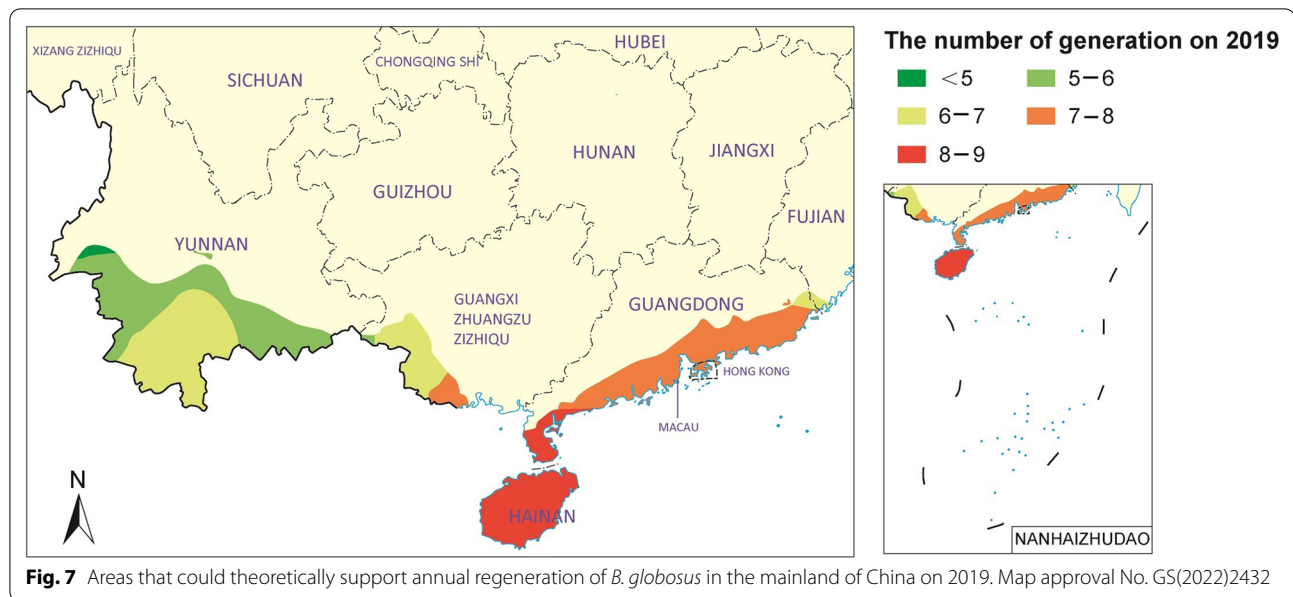 XIZANG ZIZHIQU
HUBEI
CHONGQING SHI
SICHUAN
HUNAN
JIANGXI
GUIZHOU
FUJIAN
YUNNAN
GUANGXI
ZHUANGZU
ZIZHIQU
GUANGDONG
HONG KONG
MACAU
N
HAINAN
The number of generation on 2019
<5
5–6
6–7
7–8
8–9
NANHAIZHUDAO
Fig. 7 Areas that could theoretically support annual regeneration of B. globosus in the mainland of China on 2019. Map approval No. GS(2022)2432